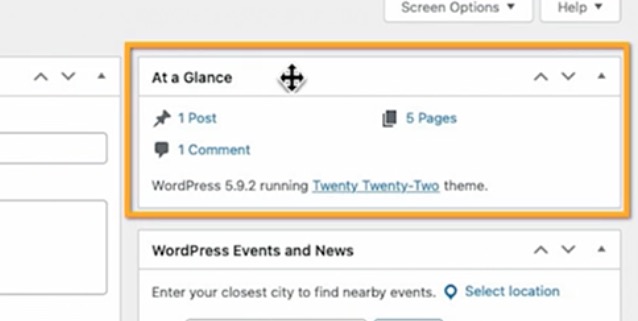 Screen Options ▼ Help ▼
At a Glance
1 Post 5 Pages
1 Comment
WordPress 5.9.2 running Twenty Twenty-Two theme.
WordPress Events and News
Enter your closest city to find nearby events. Select location